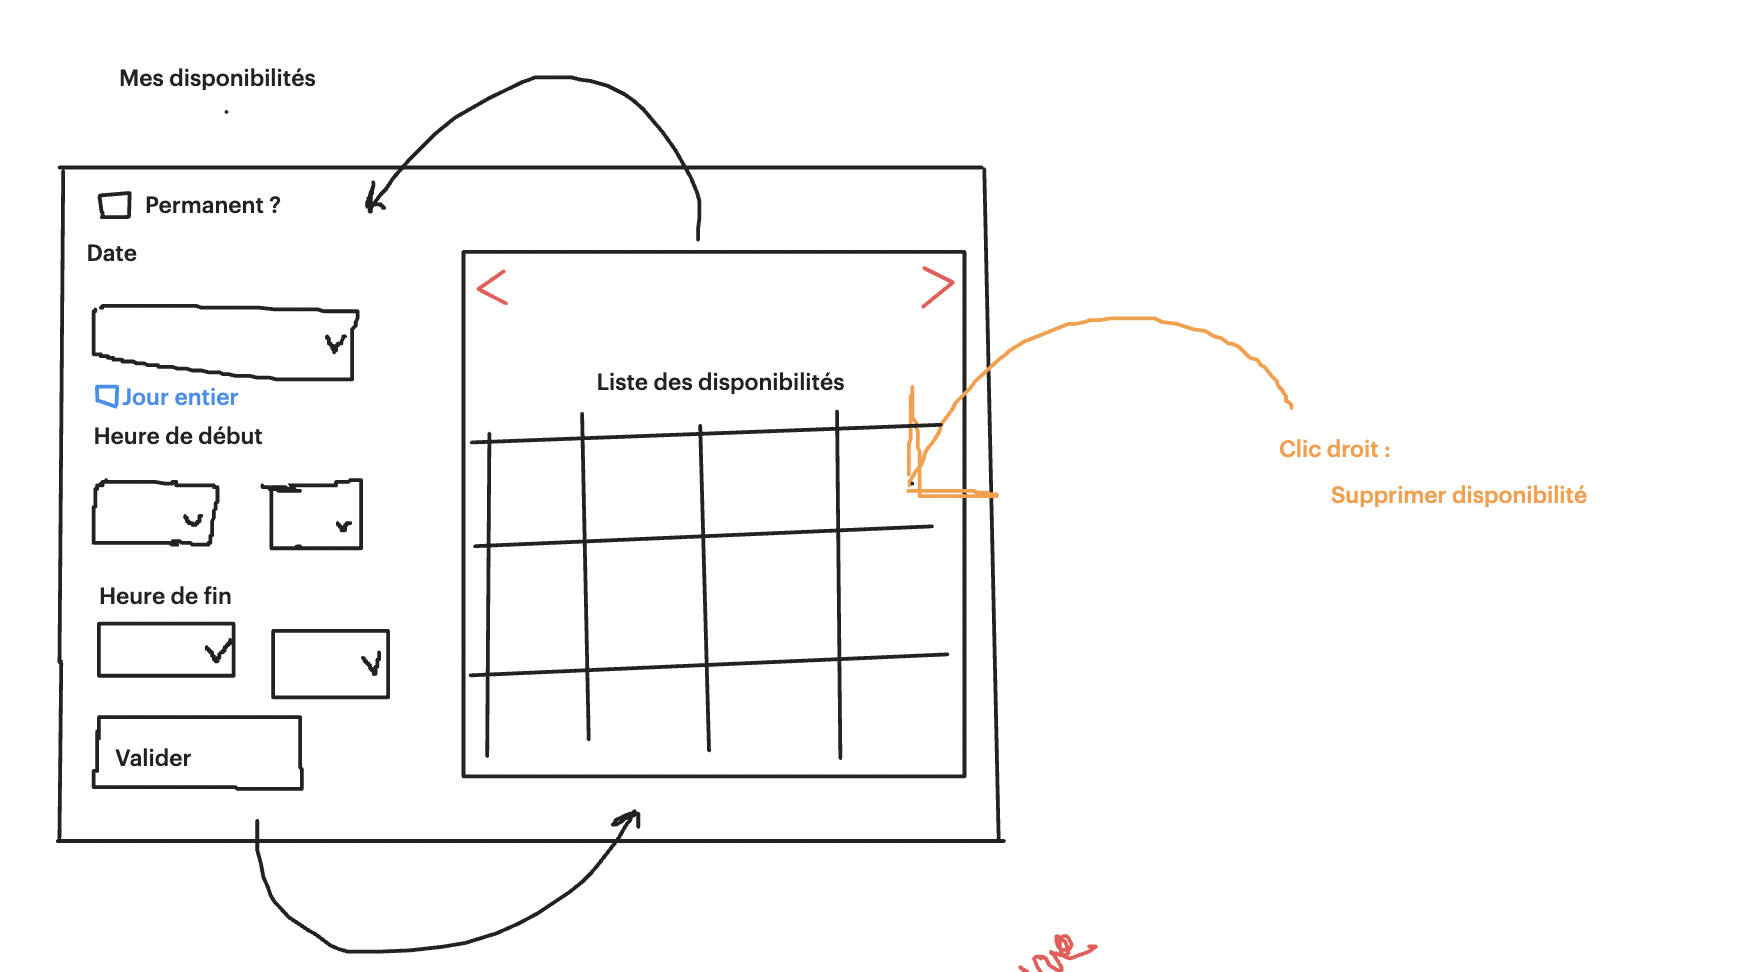 Mes disponibilités
Permanent ?
Date
Jour entier
Heure de début
Heure de fin
Valider
Liste des disponibilités
Clic droit :
Supprimer disponibilité